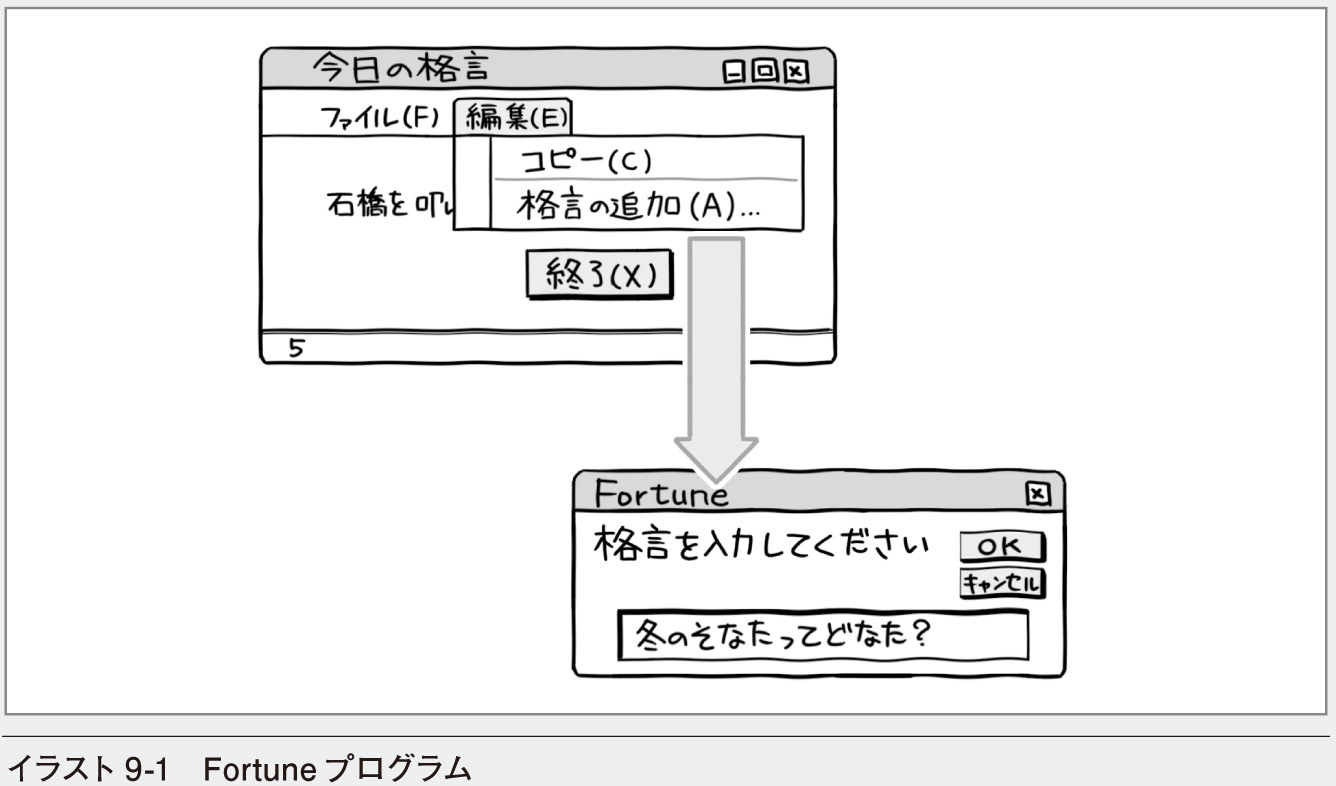 今日の格言
ファイル(F) 編集(E)
コピー(C)
石橋を叩い
格言の追加(A)...
終了(X)
5
Fortune
格言を入力してください
OK
キャンセル
冬のそなたってどなた?
イラスト 9-1 Fortune プログラム